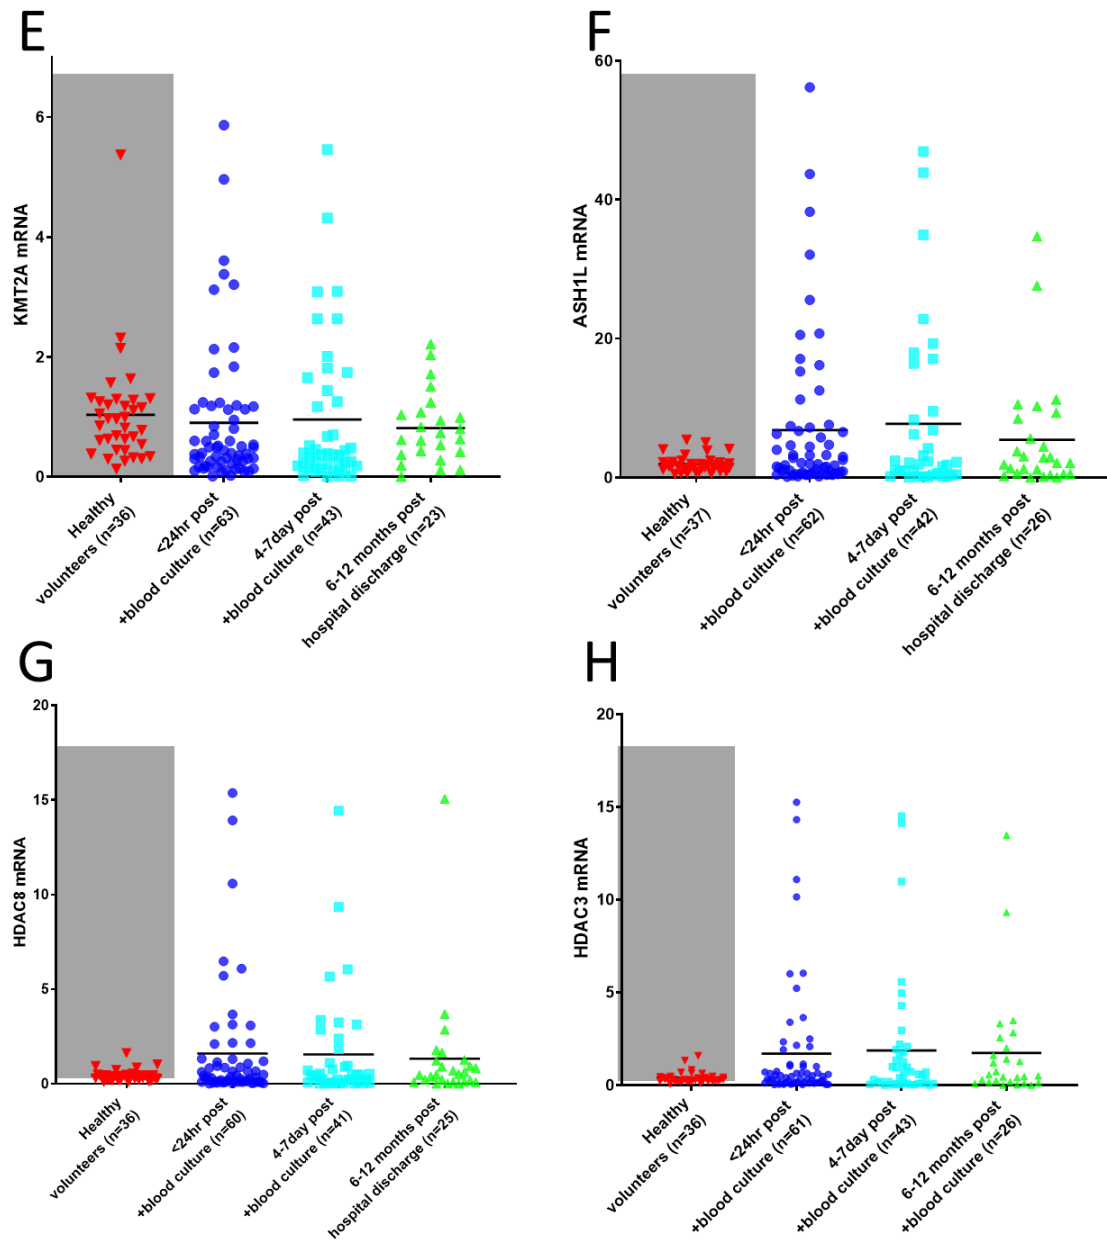 E
KMT2A mRNA
6
4
2
0
Healthy
volunteers (n=36)
<24hr post
+blood culture (n=63)
4-7day post
+blood culture (n=43)
6-12 months post
hospital discharge (n=23)
F
ASH1L mRNA
60
40
20
0
Healthy
volunteers (n=37)
<24hr post
+blood culture (n=62)
4-7day post
+blood culture (n=42)
6-12 months post
hospital discharge (n=26)
G
HDAC8 mRNA
20
15
10
5
0
Healthy
volunteers (n=36)
<24hr post
+blood culture (n=60)
4-7day post
+blood culture (n=41)
6-12 months post
hospital discharge (n=25)
H
HDAC3 mRNA
20
15
10
5
0
Healthy
volunteers (n=36)
<24hr post
+blood culture (n=61)
4-7day post
+blood culture (n=43)
6-12 months post
+blood culture (n=26)